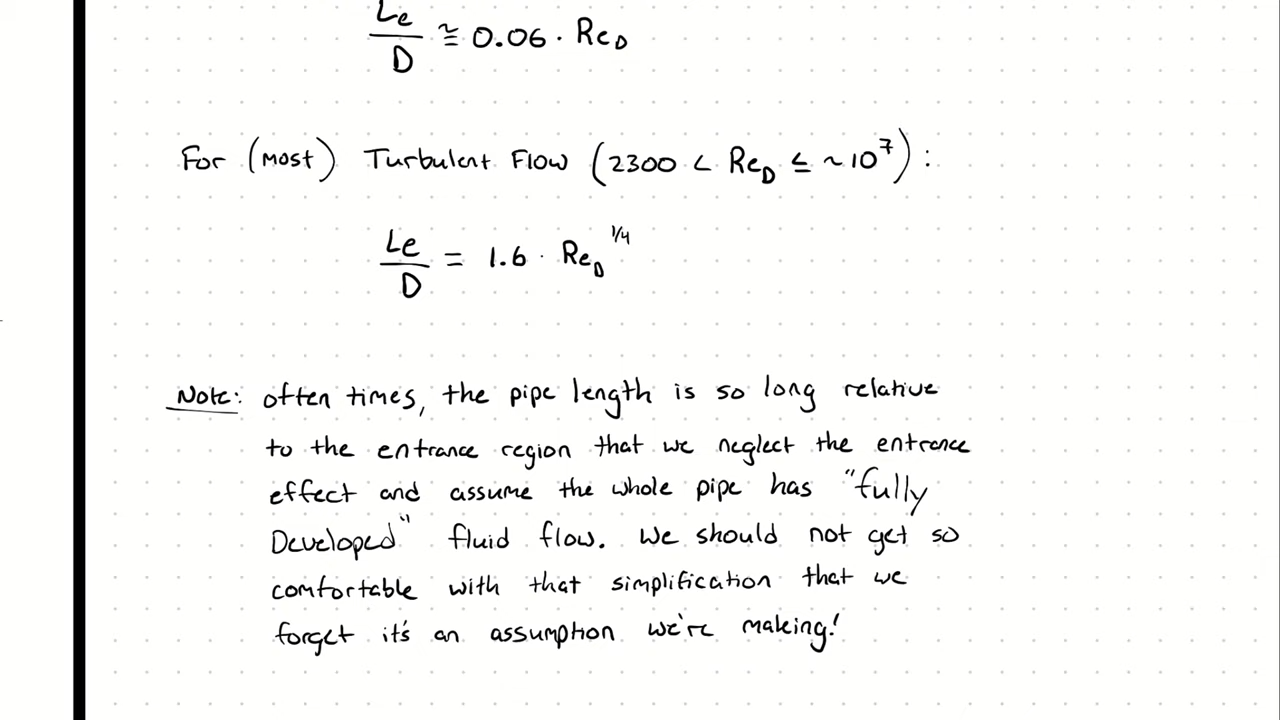 Le/D ≅ 0.06 · Re_D
For (most) Turbulent Flow (2300 < Re_D ≤ ~10^7):
Le/D = 1.6 · Re_D^1/4
Note: often times, the pipe length is so long relative
to the entrance region that we neglect the entrance
effect and assume the whole pipe has "fully
Developed" fluid flow. We should not get so
comfortable with that simplification that we
forget it's an assumption we're making!